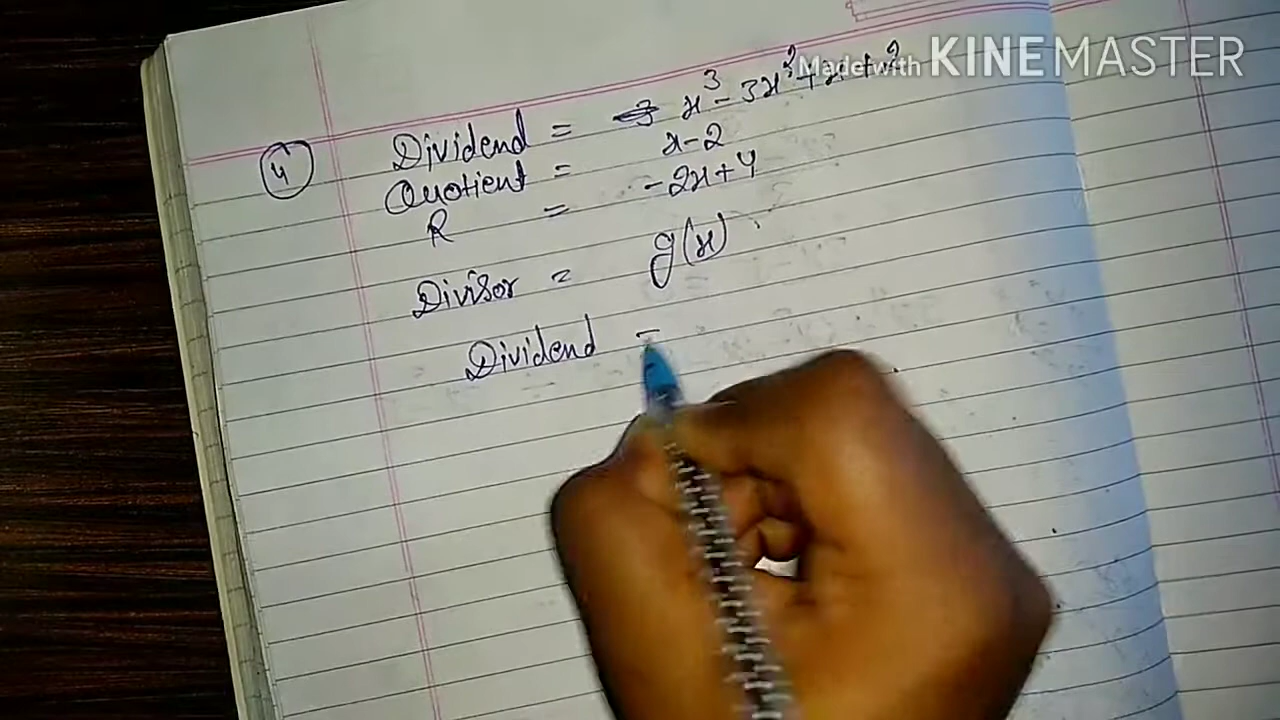 Made with KINEMASTER
④ Dividend = x³ - 3x² + x + 2
Quotient = x-2
R = -2x+4
Divisor = g(x)
Dividend =